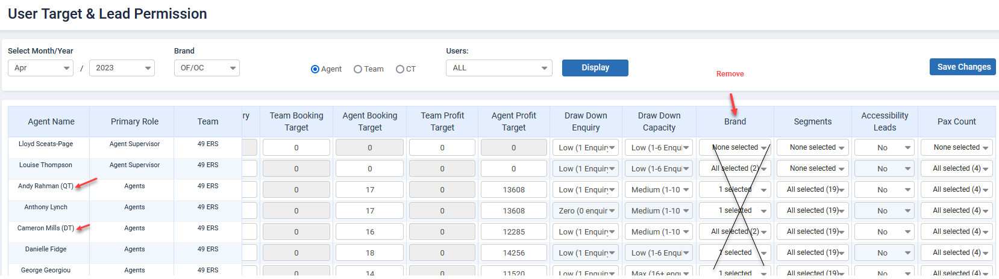 User Target & Lead Permission
Select Month/Year Brand Users:
Apr / 2023 OF/OC Agent Team CT ALL Display Save Changes
Remove
Agent Name Primary Role Team ry Team Booking Target Agent Booking Target Team Profit Target Agent Profit Target Draw Down Enquiry Draw Down Capacity Brand Segments Accessibility Leads Pax Count
Lloyd Sceats-Page Agent Supervisor 49 ERS 0 0 0 0 Low (1 Enquiry Low (1-6 Enqui None selected None selected No None selected
Louise Thompson Agent Supervisor 49 ERS 0 0 0 0 Low (1 Enquiry Low (1-6 Enqui All selected (2) None selected No All selected (4)
Andy Rahman (QT) Agents 49 ERS 0 17 0 13608 Low (1 Enquiry Medium (1-10 1 selected All selected (19) No All selected (4)
Anthony Lynch Agents 49 ERS 0 17 0 13608 Zero (0 enquir Medium (1-10 1 selected All selected (19) No All selected (4)
Cameron Mills (DT) Agents 49 ERS 0 16 0 12285 Low (1 Enquiry Medium (1-10 All selected (2) All selected (19) No All selected (4)
Danielle Fidge Agents 49 ERS 0 18 0 14256 Low (1 Enquiry Low (1-6 Enqui 1 selected All selected (19) No All selected (4)
George Georgiou Agents 49 ERS 0 14 0 11520 Low (1 Enquiry Max (16+ enqu 1 selected All selected (19) No All selected (4)